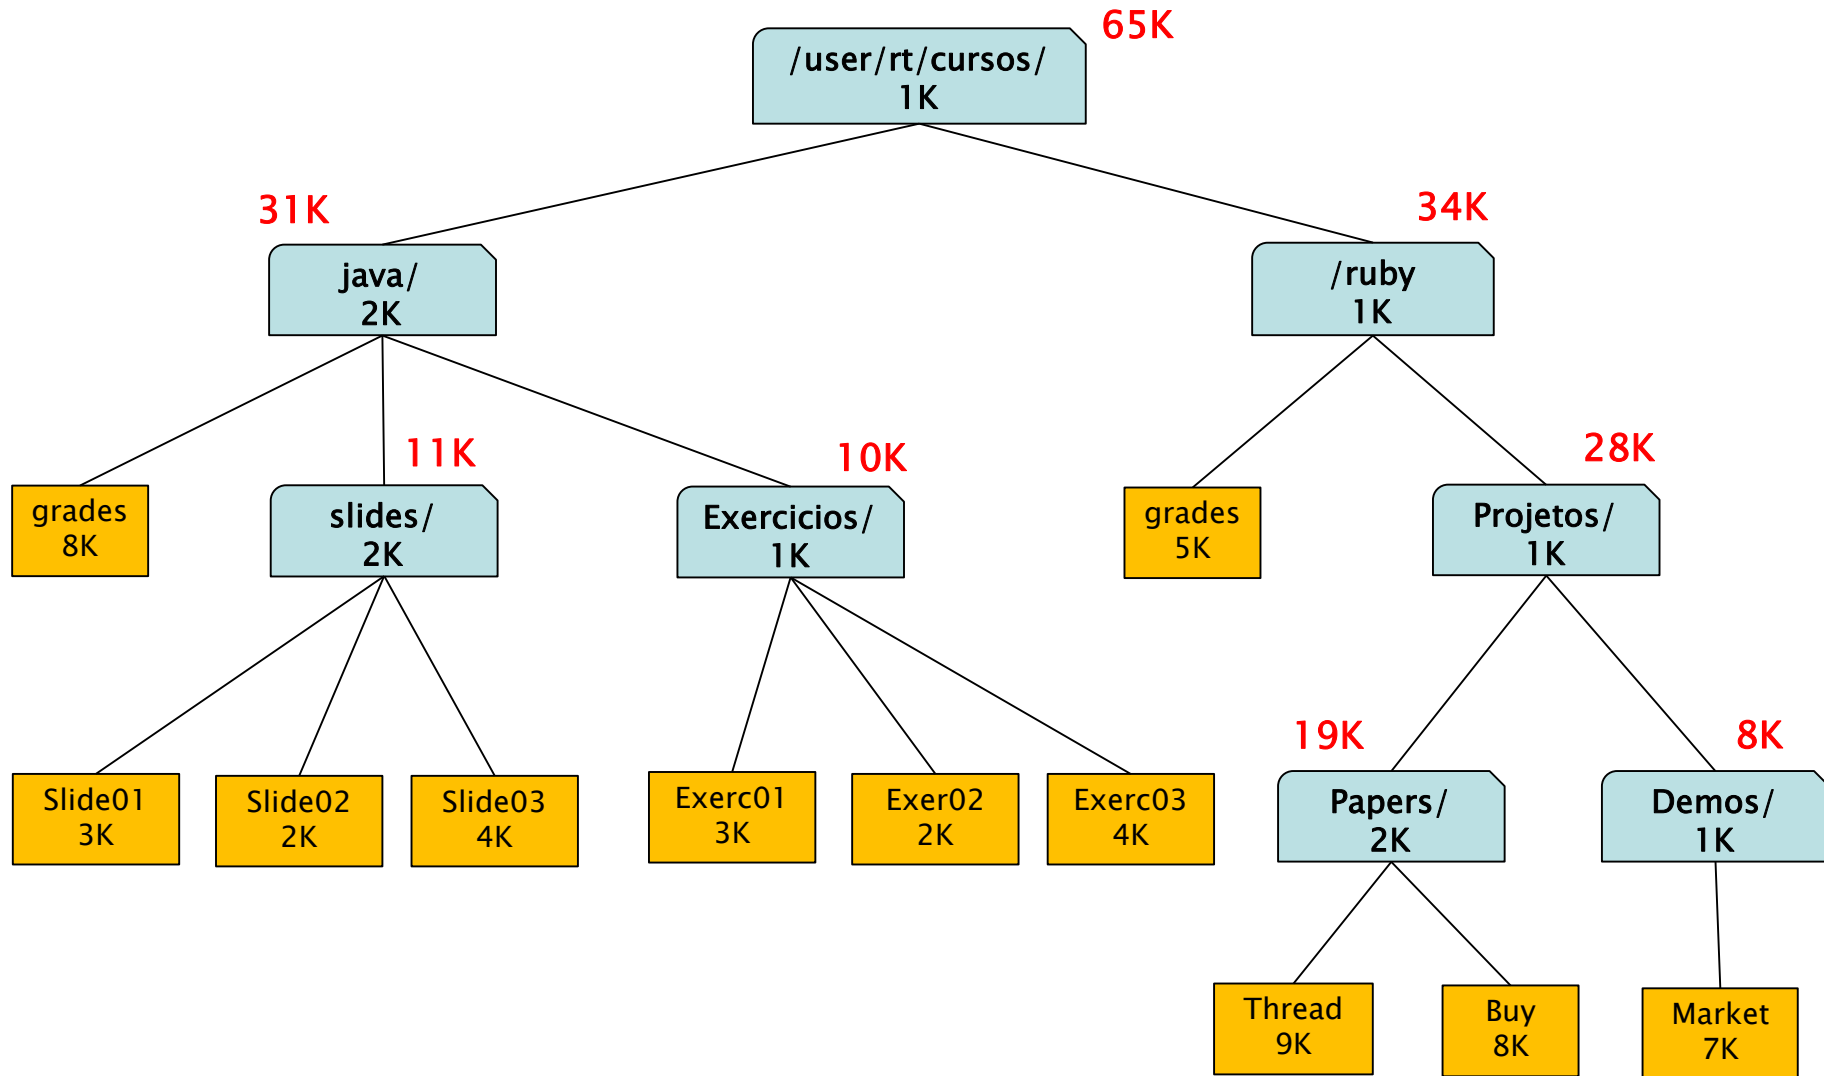 65K
/user/rt/cursos/
1K
31K
34K
java/
2K
/ruby
1K
11K
10K
28K
grades
8K
slides/
2K
Exercicios/
1K
grades
5K
Projetos/
1K
19K
8K
Slide01
3K
Slide02
2K
Slide03
4K
Exerc01
3K
Exer02
2K
Exerc03
4K
Papers/
2K
Demos/
1K
Thread
9K
Buy
8K
Market
7K